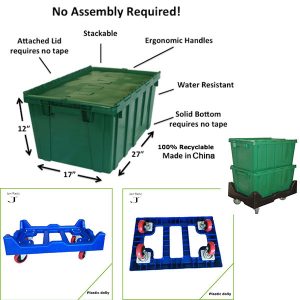 No Assembly Required!
Stackable
Attached Lid
requires no tape
Ergonomic Handles
Water Resistant
Solid Bottom
requires no tape
12”
17”
27”
100% Recyclable
Made in China
Plastic dolly
Plastic dolly